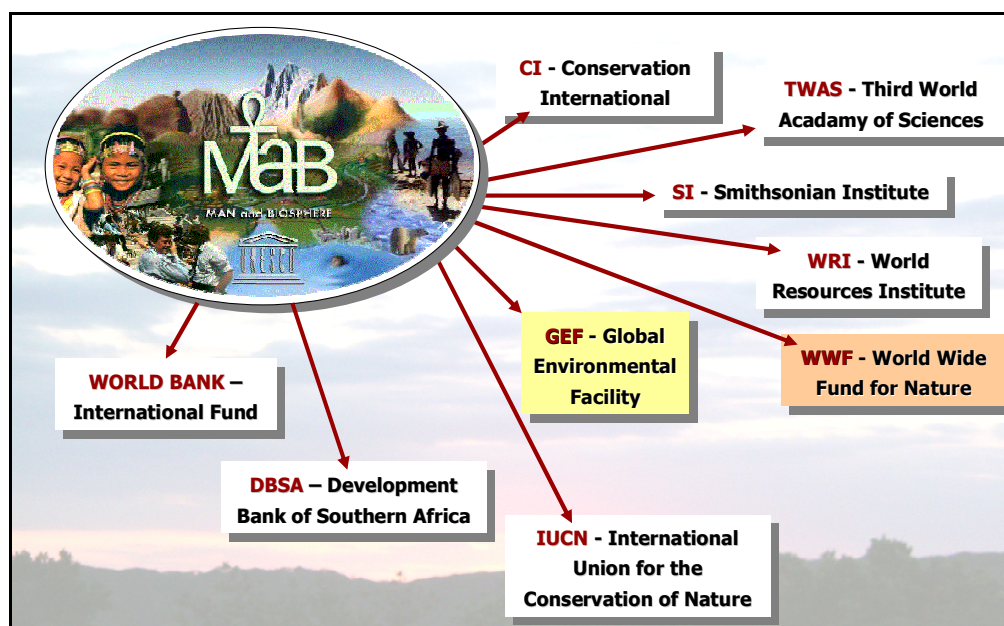 MaB
MAN and BIOSPHERE
UNESCO
CI - Conservation
International
TWAS - Third World
Acadamy of Sciences
SI - Smithsonian Institute
WRI - World
Resources Institute
GEF - Global
Environmental
Facility
WWF - World Wide
Fund for Nature
WORLD BANK –
International Fund
DBSA – Development
Bank of Southern Africa
IUCN - International
Union for the
Conservation of Nature